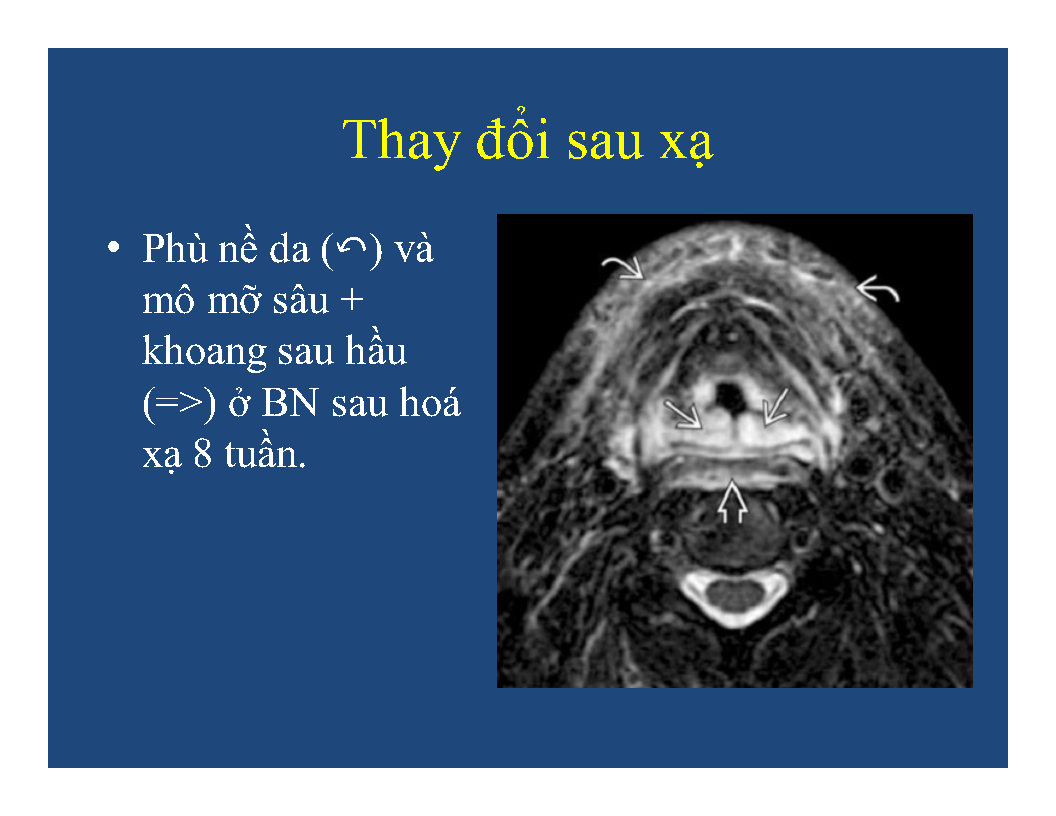 Thay đổi sau xạ
• Phù nề da (↶) và
mô mỡ sâu +
khoang sau hầu
(=>) ở BN sau hoá
xạ 8 tuần.